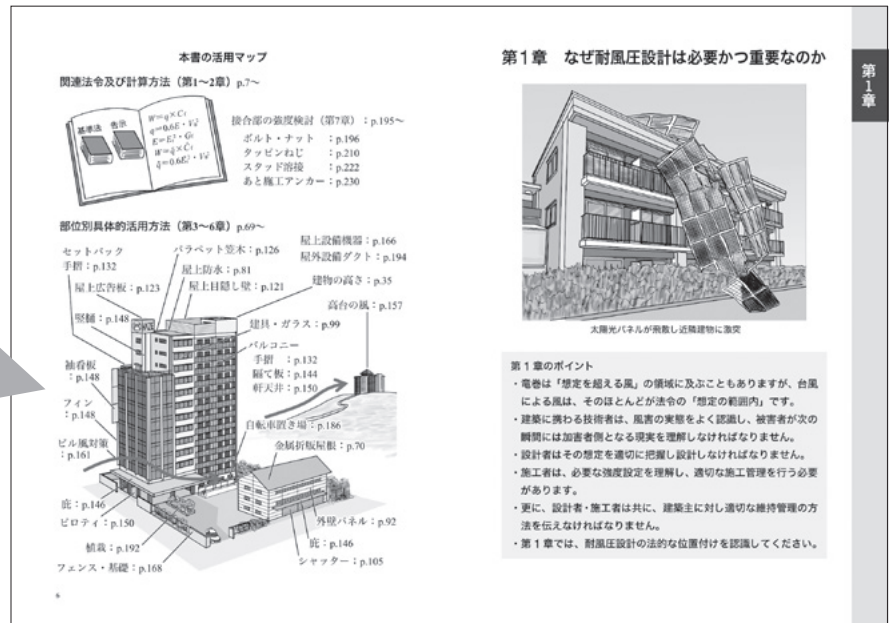 本書の活用マップ
関連法令及び計算方法（第1〜2章）p.7〜
基準法 告示
W=q×Cf
q=0.6E・V₀²
E=Er²・Gf
W=q̄×Ĉf
q̄=0.6Er²・V₀²
接合部の強度検討（第7章）：p.195〜
ボルト・ナット ：p.196
タッピンねじ ：p.210
スタッド溶接 ：p.222
あと施工アンカー：p.230
部位別具体的活用方法（第3〜6章）p.69〜
セットバック
手摺：p.132
パラペット笠木：p.126
屋上設備機器：p.166
屋外設備ダクト：p.194
屋上防水：p.81
屋上広告板：p.123
屋上目隠し壁：p.121
建物の高さ：p.35
高台の風：p.157
竪樋：p.148
建具・ガラス：p.99
バルコニー
手摺 ：p.132
隔て板：p.144
軒天井：p.150
袖看板
：p.148
フィン
：p.148
自転車置き場：p.186
ビル風対策
：p.161
金属折版屋根：p.70
庇：p.146
ピロティ：p.150
外壁パネル：p.92
植栽：p.192
庇：p.146
フェンス・基礎：p.168
シャッター：p.105
6
第1章 なぜ耐風圧設計は必要かつ重要なのか
第1章
太陽光パネルが飛散し近隣建物に激突
第1章のポイント
・竜巻は「想定を超える風」の領域に及ぶこともありますが、台風
による風は、そのほとんどが法令の「想定の範囲内」です。
・建築に携わる技術者は、風害の実態をよく認識し、被害者が次の
瞬間には加害者側となる現実を理解しなければなりません。
・設計者はその想定を適切に把握し設計しなければなりません。
・施工者は、必要な強度設定を理解し、適切な施工管理を行う必要
があります。
・更に、設計者・施工者は共に、建築主に対し適切な維持管理の方
法を伝えなければなりません。
・第1章では、耐風圧設計の法的な位置付けを認識してください。